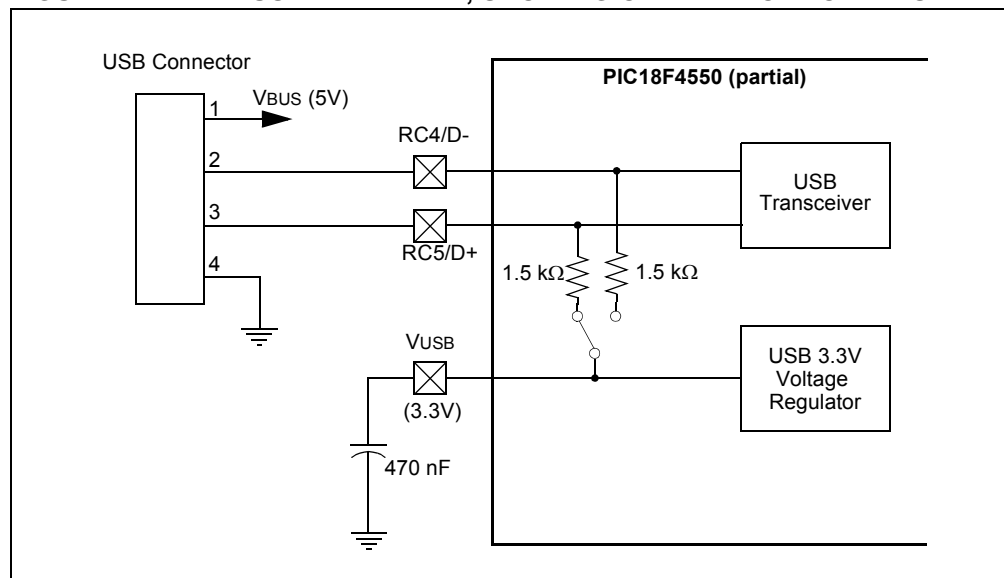 USB Connector
PIC18F4550 (partial)
1
VBUS (5V)
RC4/D-
2
USB
Transceiver
3
RC5/D+
4
1.5 kΩ
1.5 kΩ
VUSB
(3.3V)
USB 3.3V
Voltage
Regulator
470 nF